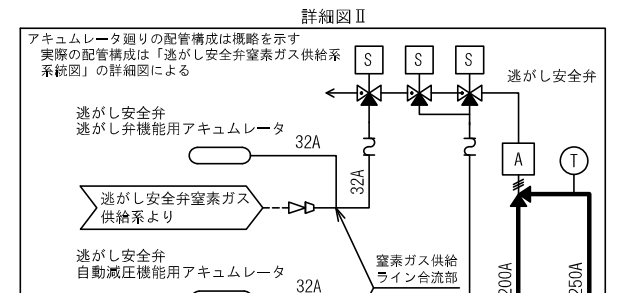 詳細図Ⅱ
アキュムレータ廻りの配管構成は概略を示す
実際の配管構成は「逃がし安全弁窒素ガス供給系
系統図」の詳細図による
S
S
S
逃がし安全弁
逃がし安全弁
逃がし弁機能用アキュムレータ
32A
A
T
32A
逃がし安全弁窒素ガス
供給系より
逃がし安全弁
自動減圧機能用アキュムレータ
32A
窒素ガス供給
ライン合流部
200A
250A